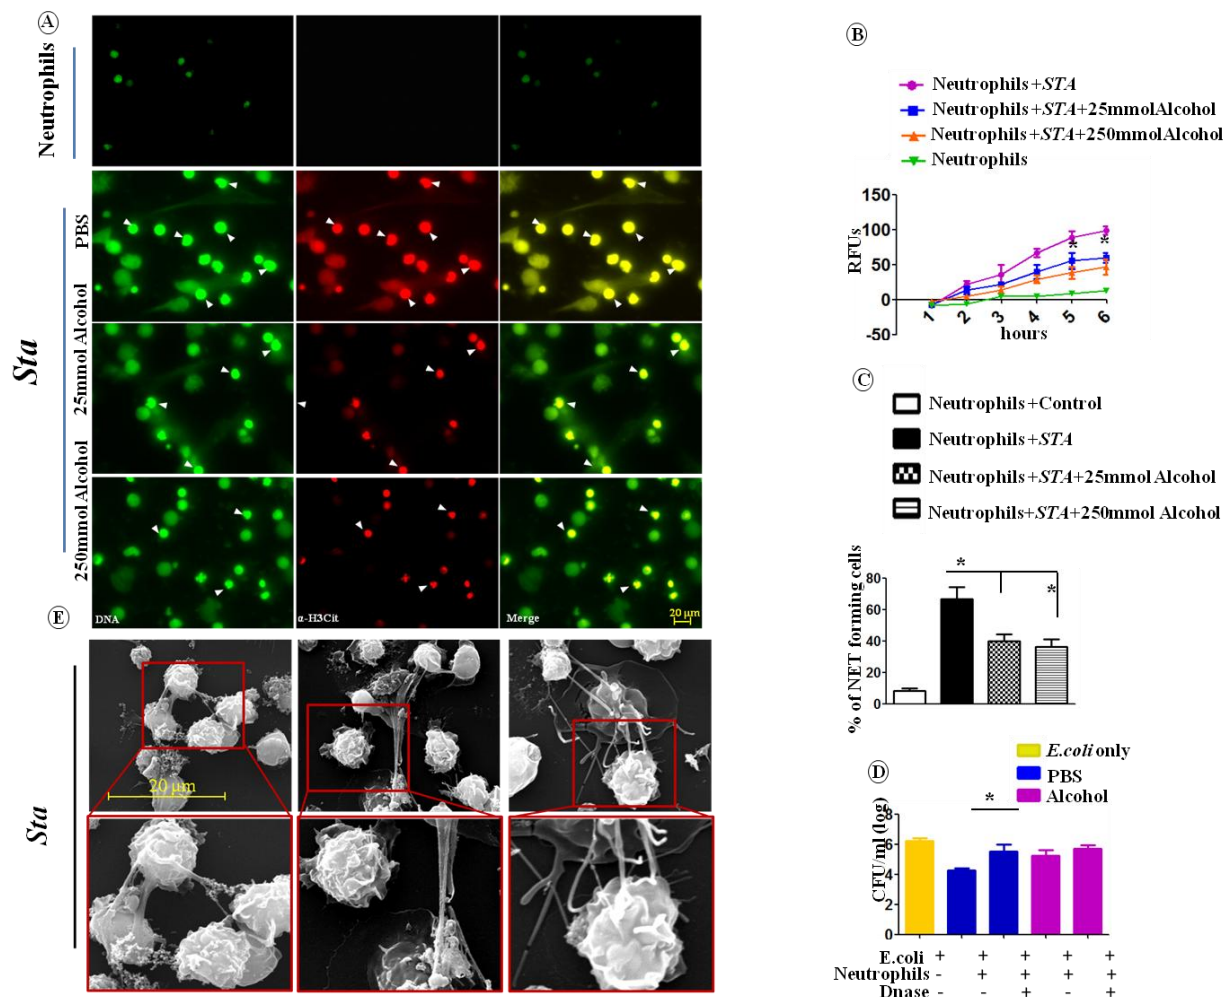 A
Neutrophils
Sta
PBS
25mmol Alcohol
250mmol Alcohol
DNA
α-H3Cit
Merge
20 μm
B
Neutrophils+STA
Neutrophils+STA+25mmolAlcohol
Neutrophils+STA+250mmolAlcohol
Neutrophils
RFUs
150
100
50
0
-50
* *
1 2 3 4 5 6
hours
C
Neutrophils+Control
Neutrophils+STA
Neutrophils+STA+25mmol Alcohol
Neutrophils+STA+250mmol Alcohol
% of NET forming cells
80
60
40
20
0
*
*
E
Sta
20 μm
D
E.coli only
PBS
Alcohol
CFU/ml (log)
8
6
4
2
0
*
E.coli + + + + +
Neutrophils - + + + +
Dnase - - + - +